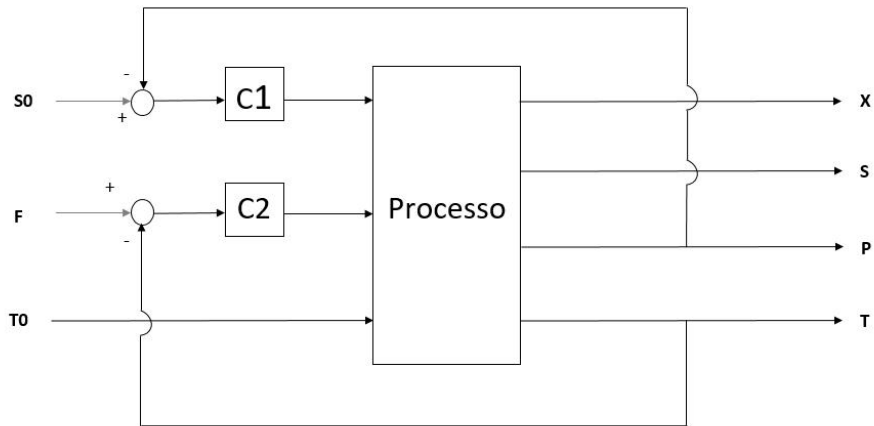 -
S0
+
C1
X
S
+
F
-
C2
Processo
P
T0
T